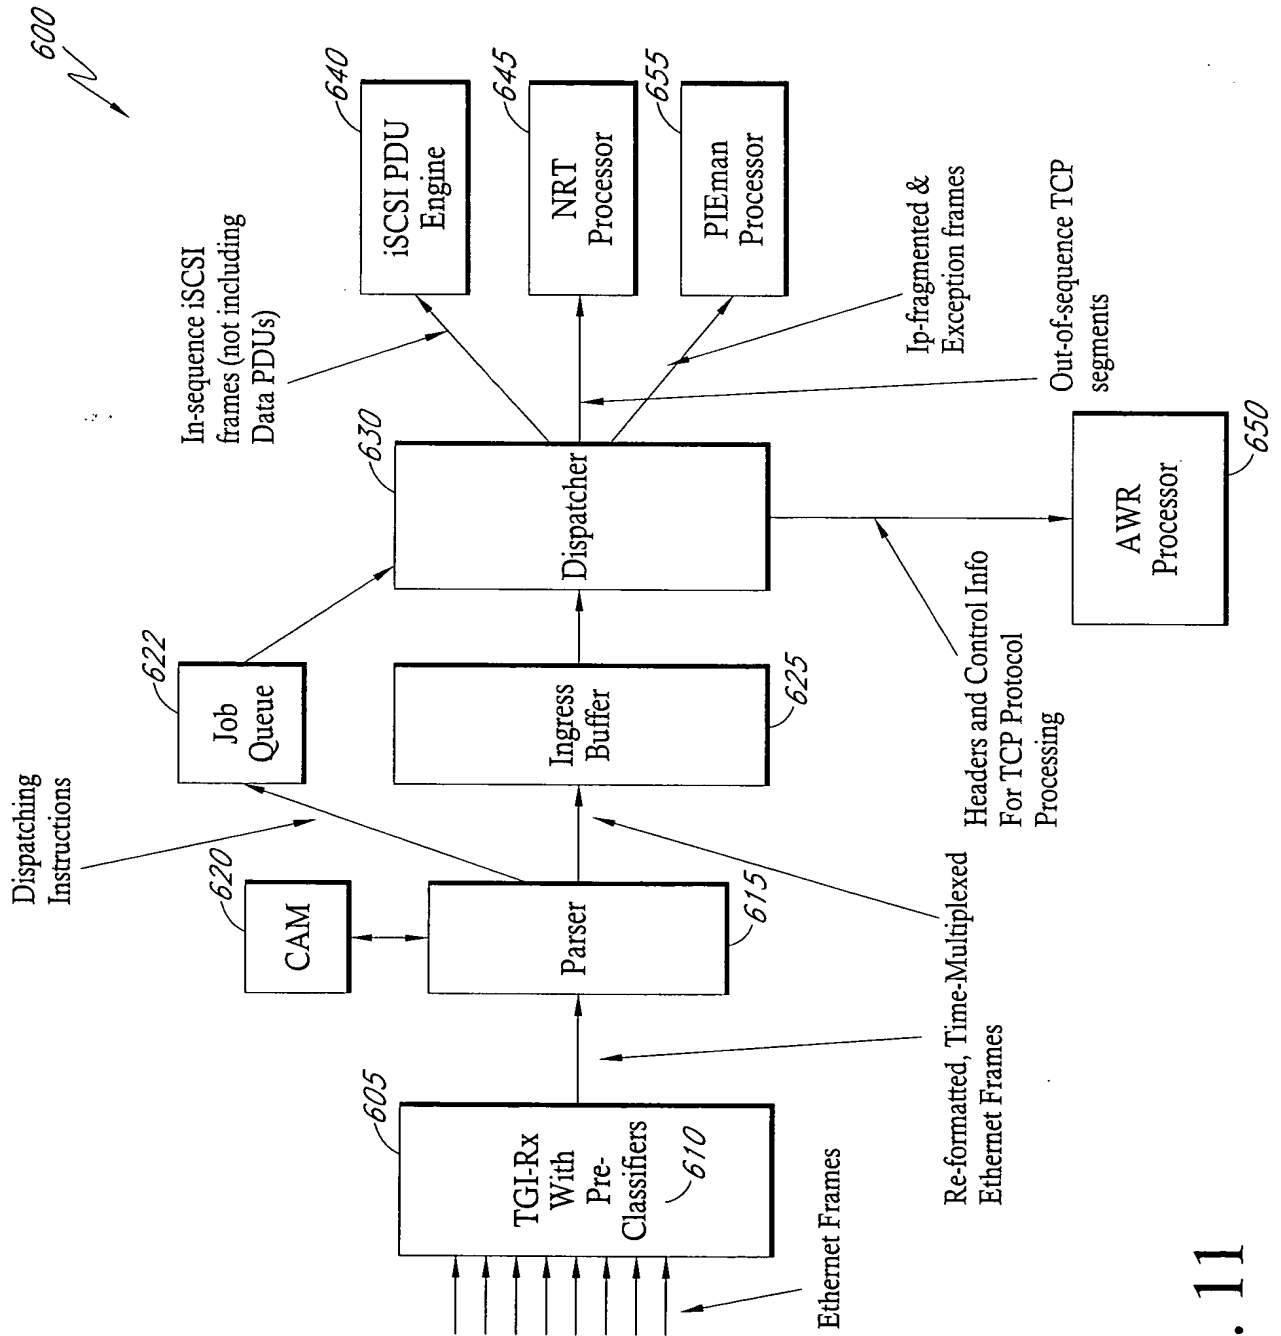 600
Dispatching
Instructions
In-sequence iSCSI
frames (not including
Data PDUs)
622
Job
Queue
620
CAM
640
iSCSI PDU
Engine
605
TGI-Rx
With
Pre-
Classifiers
610
Parser
615
Ingress
Buffer
625
630
Dispatcher
645
NRT
Processor
655
PIEman
Processor
Ethernet Frames
Re-formatted, Time-Multiplexed
Ethernet Frames
Headers and Control Info
For TCP Protocol
Processing
Ip-fragmented &
Exception frames
Out-of-sequence TCP
segments
AWR
Processor
650
. 11